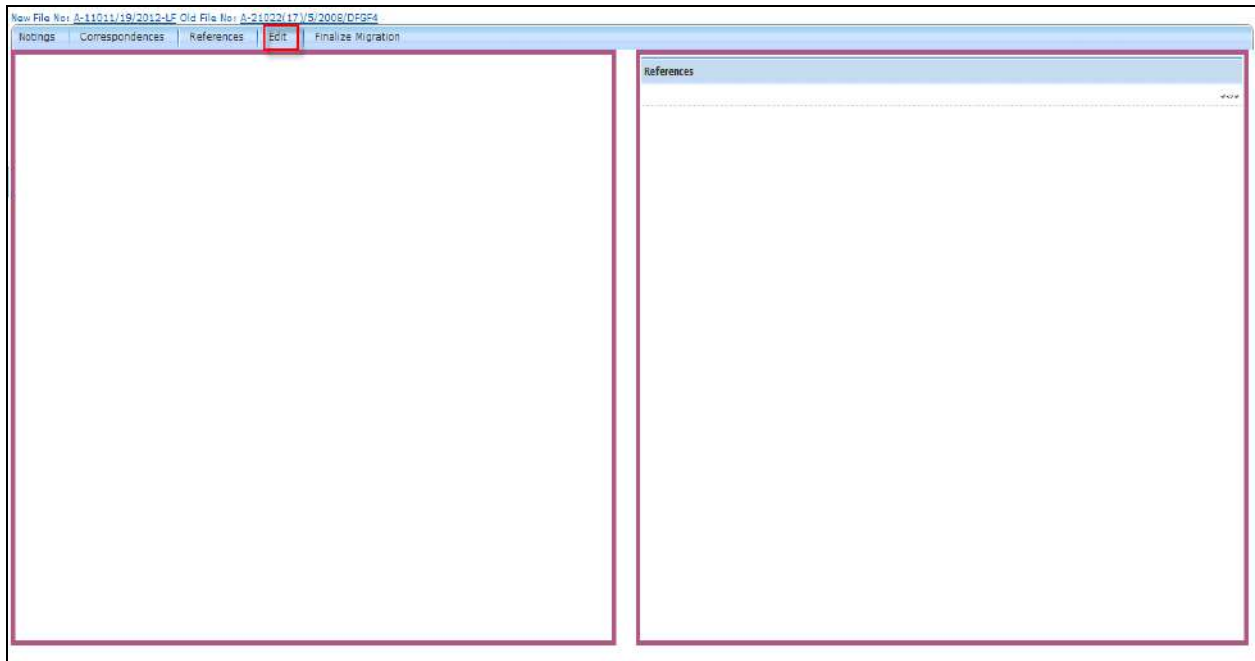 New File No: A-11011/19/2012-LF Old File No: A-21022(17)/5/2008/DFGF4
Notings Correspondences References Edit Finalize Migration
References